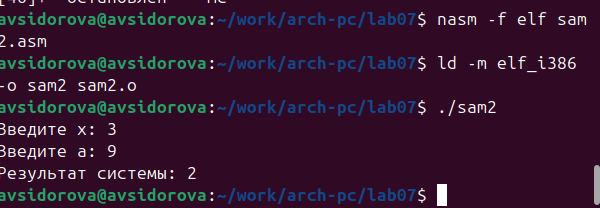 avsidorova@avsidorova:~/work/arch-pc/lab07$ nasm -f elf sam
2.asm
avsidorova@avsidorova:~/work/arch-pc/lab07$ ld -m elf_i386
-o sam2 sam2.o
avsidorova@avsidorova:~/work/arch-pc/lab07$ ./sam2
Введите x: 3
Введите a: 9
Результат системы: 2
avsidorova@avsidorova:~/work/arch-pc/lab07$